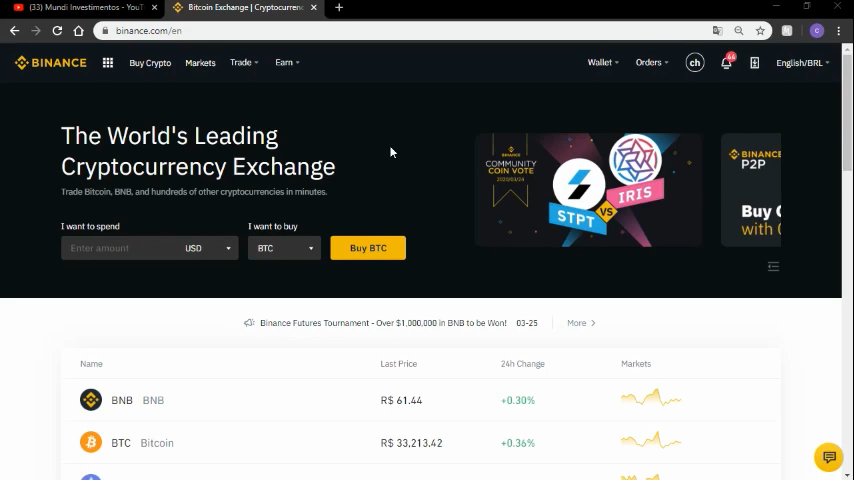 (33) Mundi Investimentos - YouT
Bitcoin Exchange | Cryptocurrenc
binance.com/en
BINANCE
Buy Crypto
Markets
Trade
Earn
Wallet
Orders
ch
44
English/BRL
The World's Leading
Cryptocurrency Exchange
Trade Bitcoin, BNB, and hundreds of other cryptocurrencies in minutes.
I want to spend
I want to buy
Enter amount
USD
BTC
Buy BTC
BINANCE
COMMUNITY
COIN VOTE
2020/03/24
STPT
VS
IRIS
BINANCE
P2P
Buy C
with
Binance Futures Tournament - Over $1,000,000 in BNB to be Won! 03-25
More
Name
Last Price
24h Change
Markets
BNB BNB
R$ 61.44
+0.30%
BTC Bitcoin
R$ 33,213.42
+0.36%